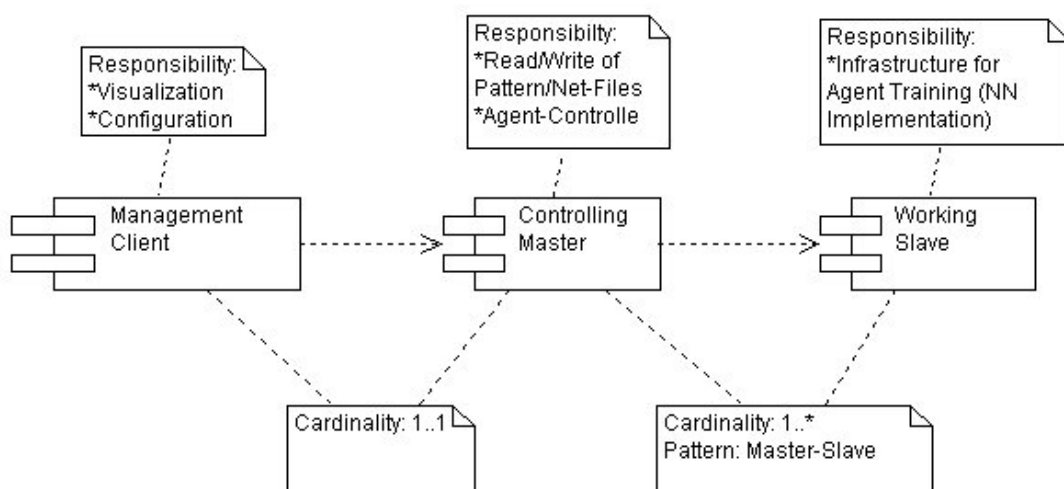 Responsibility:
*Visualization
*Configuration
Responsibilty:
*Read/Write of
Pattern/Net-Files
*Agent-Controlle
Responsibility:
*Infrastructure for
Agent Training (NN
Implementation)
Management
Client
Controlling
Master
Working
Slave
Cardinality: 1..1
Cardinality: 1..*
Pattern: Master-Slave